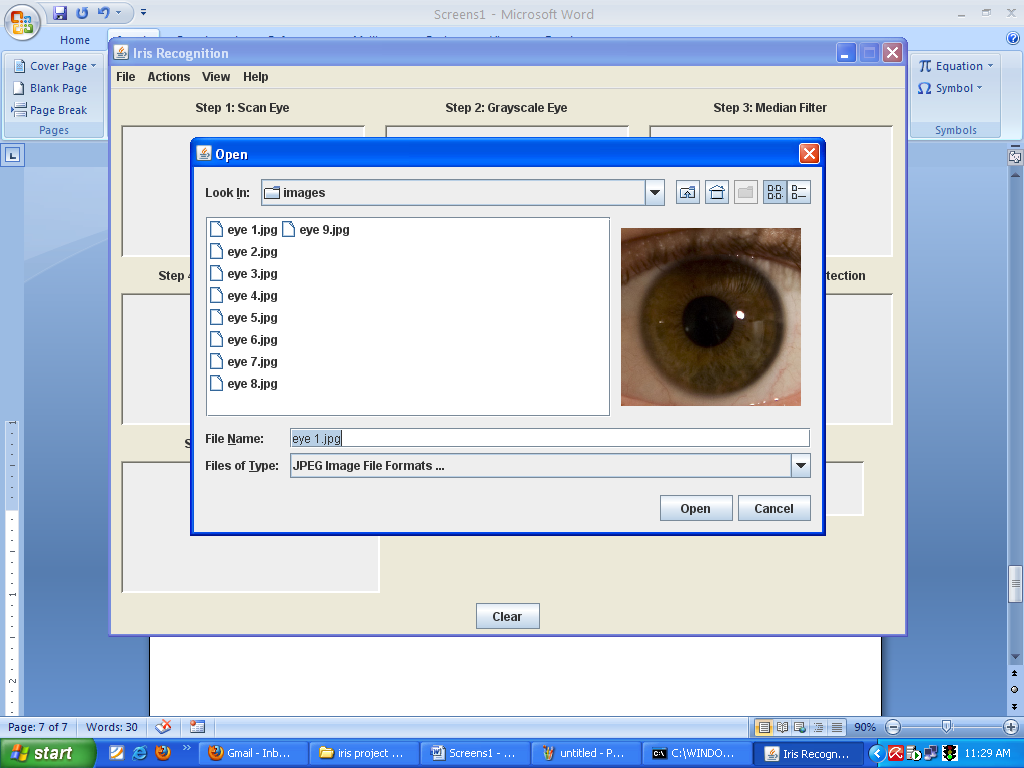 Screens1 - Microsoft Word
Home
Cover Page
Blank Page
Page Break
Pages
Equation
Symbol
Symbols
Iris Recognition
File Actions View Help
Step 1: Scan Eye Step 2: Grayscale Eye Step 3: Median Filter
Open
Look In: images
eye 1.jpg eye 9.jpg
eye 2.jpg
eye 3.jpg
eye 4.jpg
eye 5.jpg
eye 6.jpg
eye 7.jpg
eye 8.jpg
Step
File Name: eye 1.jpg
Files of Type: JPEG Image File Formats ...
Open Cancel
Clear
1
1
2
Page: 7 of 7 Words: 30 90%
start Gmail - Inb... iris project ... Screens1 - ... untitled - P... C:\WINDO... Iris Recogn... 11:29 AM